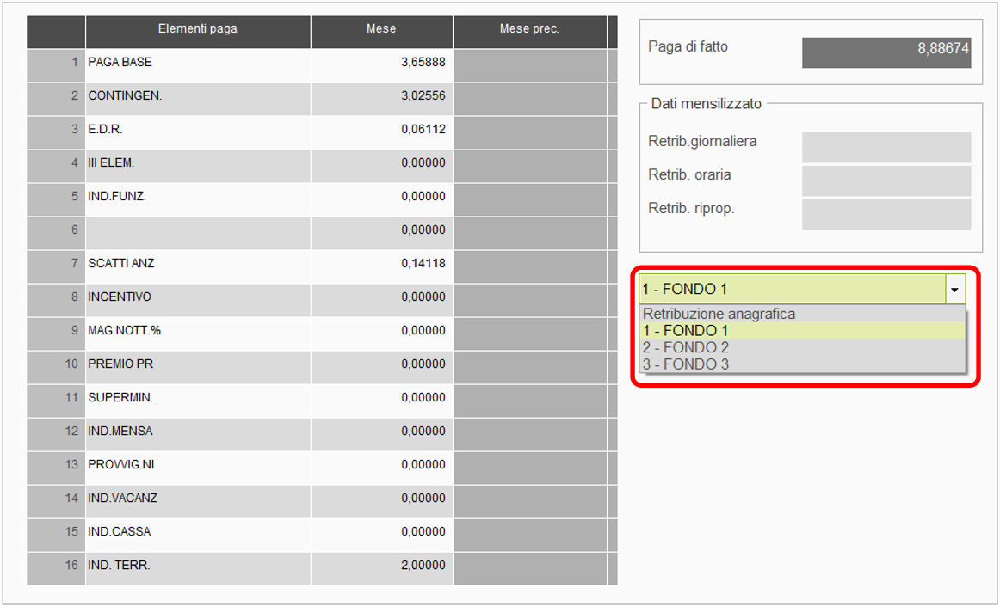 Elementi paga Mese Mese prec.
1 PAGA BASE 3,65888
2 CONTINGEN. 3,02556
3 E.D.R. 0,06112
4 III ELEM. 0,00000
5 IND.FUNZ. 0,00000
6 0,00000
7 SCATTI ANZ 0,14118
8 INCENTIVO 0,00000
9 MAG.NOTT.% 0,00000
10 PREMIO PR 0,00000
11 SUPERMIN. 0,00000
12 IND.MENSA 0,00000
13 PROVVIG.NI 0,00000
14 IND.VACANZ 0,00000
15 IND.CASSA 0,00000
16 IND. TERR. 2,00000
Paga di fatto 8,88674
Dati mensilizzato
Retrib.giornaliera
Retrib. oraria
Retrib. riprop.
1 - FONDO 1
Retribuzione anagrafica
1 - FONDO 1
2 - FONDO 2
3 - FONDO 3